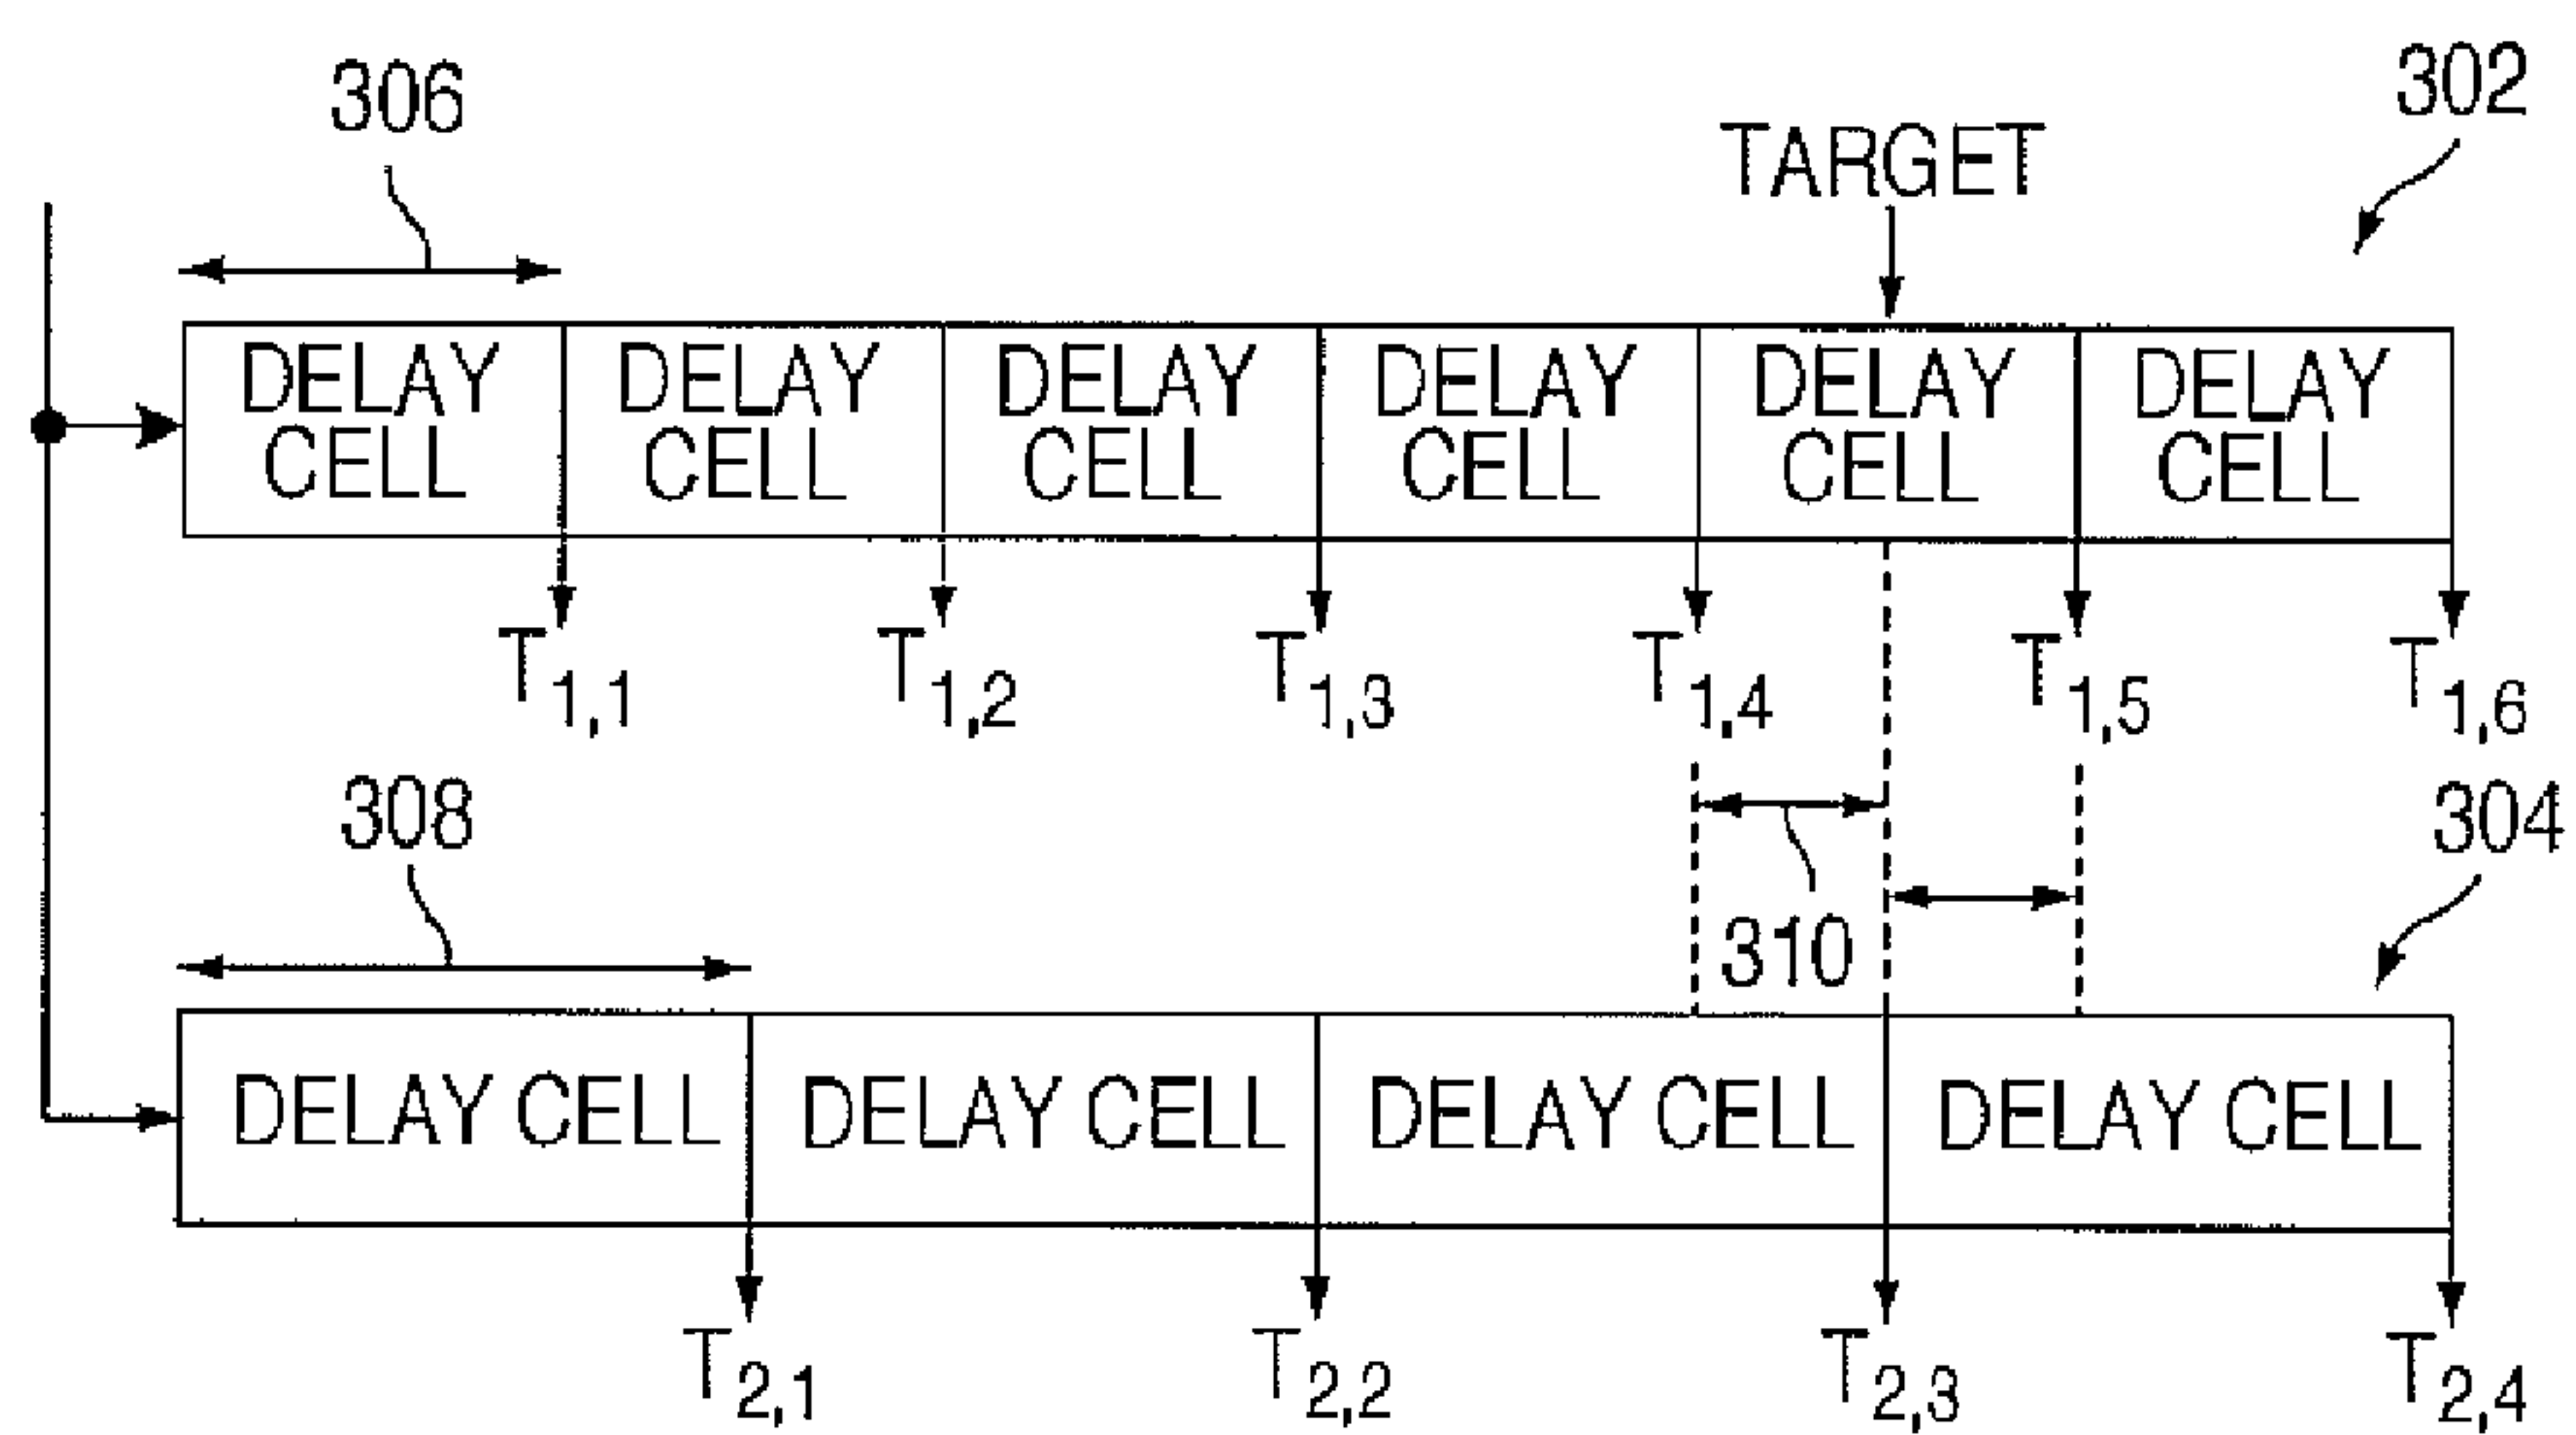 306
302
TARGET
DELAY CELL
DELAY CELL
DELAY CELL
DELAY CELL
DELAY CELL
DELAY CELL
T1,1
T1,2
T1,3
T1,4
T1,5
T1,6
308
304
310
DELAY CELL
DELAY CELL
DELAY CELL
DELAY CELL
T2,1
T2,2
T2,3
T2,4